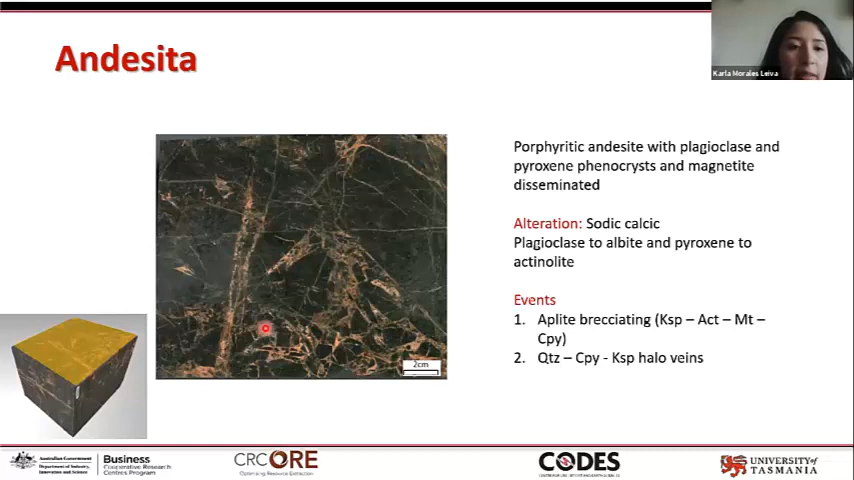 Karla Morales Leiva
Andesita
Porphyritic andesite with plagioclase and
pyroxene phenocrysts and magnetite
disseminated
Alteration: Sodic calcic
Plagioclase to albite and pyroxene to
actinolite
Events
1. Aplite brecciating (Ksp – Act – Mt –
Cpy)
2. Qtz – Cpy - Ksp halo veins
2cm
Australian Government
Department of Industry,
Innovation and Science
Business
Cooperative Research
Centres Program
CRC ORE
Optimising Resource Extraction
CODES
UNIVERSITY of
TASMANIA